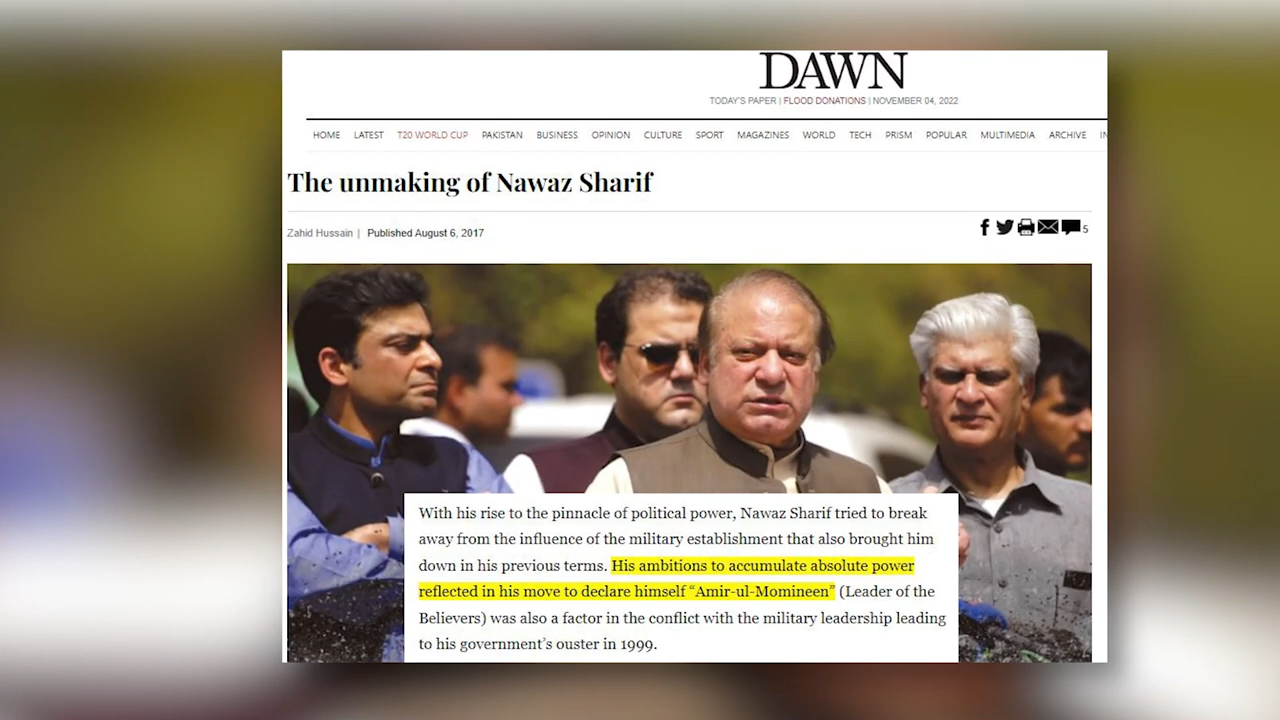 DAWN
TODAY'S PAPER | FLOOD DONATIONS | NOVEMBER 04, 2022
HOME LATEST T20 WORLD CUP PAKISTAN BUSINESS OPINION CULTURE SPORT MAGAZINES WORLD TECH PRISM POPULAR MULTIMEDIA ARCHIVE IN
The unmaking of Nawaz Sharif
Zahid Hussain | Published August 6, 2017
5
With his rise to the pinnacle of political power, Nawaz Sharif tried to break
away from the influence of the military establishment that also brought him
down in his previous terms. His ambitions to accumulate absolute power
reflected in his move to declare himself “Amir-ul-Momineen” (Leader of the
Believers) was also a factor in the conflict with the military leadership leading
to his government’s ouster in 1999.